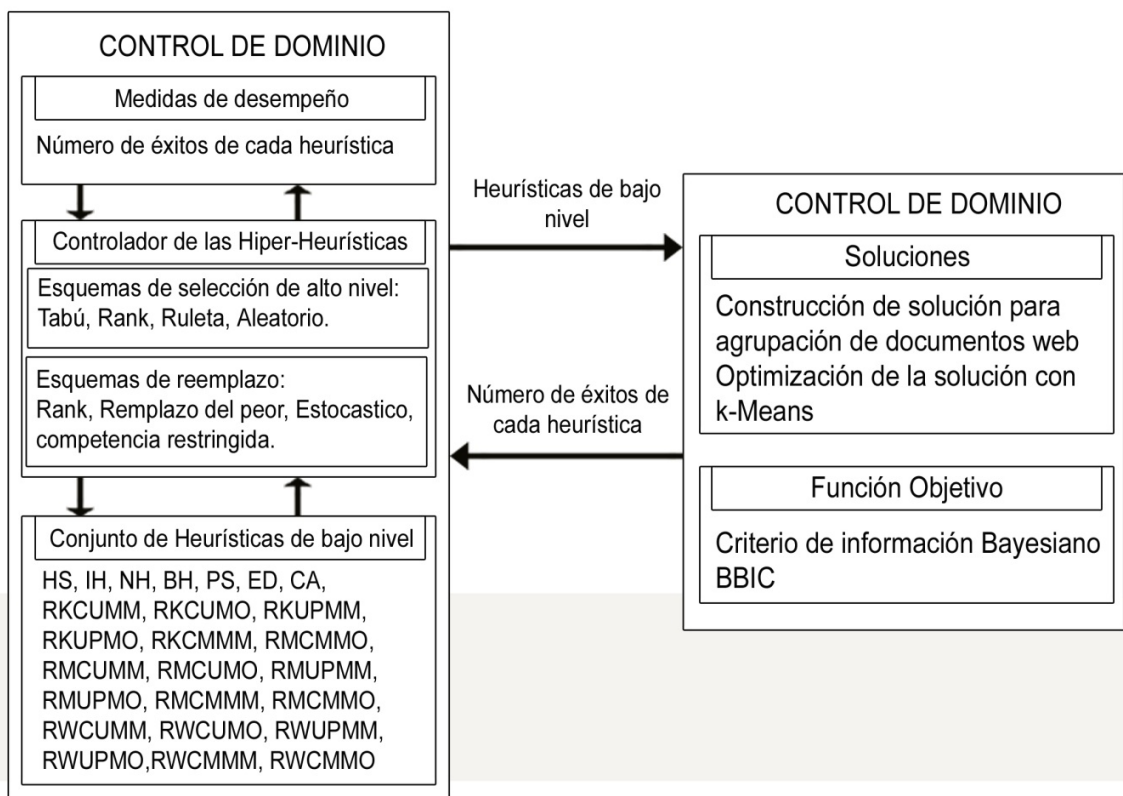 CONTROL DE DOMINIO
Medidas de desempeño
Número de éxitos de cada heurística
Controlador de las Hiper-Heurísticas
Esquemas de selección de alto nivel:
Tabú, Rank, Ruleta, Aleatorio.
Esquemas de reemplazo:
Rank, Remplazo del peor, Estocastico,
competencia restringida.
Conjunto de Heurísticas de bajo nivel
HS, IH, NH, BH, PS, ED, CA,
RKCUMM, RKCUMO, RKUPMM,
RKUPMO, RKCMMM, RMCMMO,
RMCUMM, RMCUMO, RMUPMM,
RMUPMO, RMCMMM, RMCMMO,
RWCUMM, RWCUMO, RWUPMM,
RWUPMO,RWCMMM, RWCMMO
Heurísticas de bajo
nivel
Número de éxitos de
cada heurística
CONTROL DE DOMINIO
Soluciones
Construcción de solución para
agrupación de documentos web
Optimización de la solución con
k-Means
Función Objetivo
Criterio de información Bayesiano
BBIC